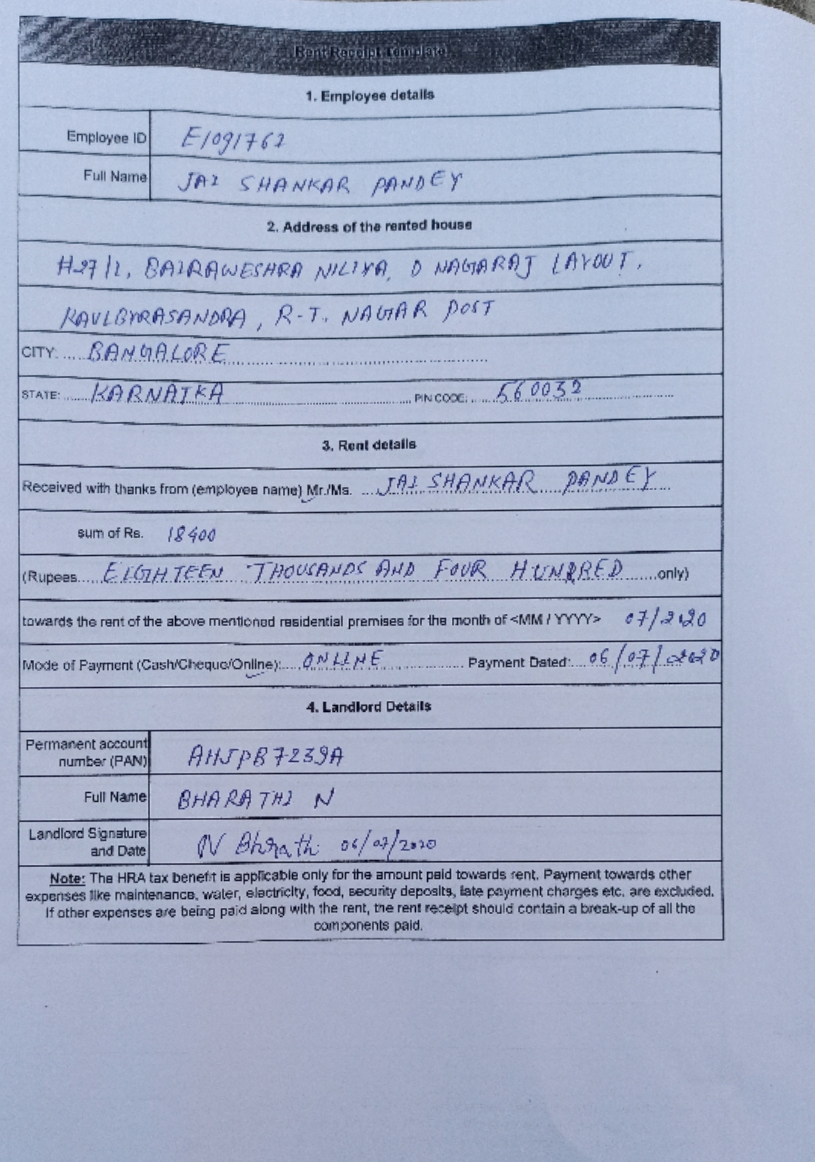 Rent Receipt Template
1. Employee details
Employee ID E1091762
Full Name JAI SHANKAR PANDEY
2. Address of the rented house
H27/1, BAIRAWESHRA NILIYA, D NAGARAJ LAYOUT,
KAVLBYRASANDRA, R-T. NAGAR POST
CITY: BANGALORE
STATE: KARNATKA PIN CODE: 560032
3. Rent details
Received with thanks from (employee name) Mr./Ms. JAI SHANKAR PANDEY
sum of Rs. 18400
(Rupees EIGHTEEN THOUSANDS AND FOUR HUNDRED only)
towards the rent of the above mentioned residential premises for the month of <MM / YYYY> 07/2020
Mode of Payment (Cash/Cheque/Online): ONLINE Payment Dated: 06/07/2020
4. Landlord Details
Permanent account
number (PAN) AHJPB7239A
Full Name BHARATHI N
Landlord Signature
and Date N Bhrath 06/07/2020
Note: The HRA tax benefit is applicable only for the amount paid towards rent. Payment towards other
expenses like maintenance, water, electricity, food, security deposits, late payment charges etc. are excluded.
If other expenses are being paid along with the rent, the rent receipt should contain a break-up of all the
components paid.